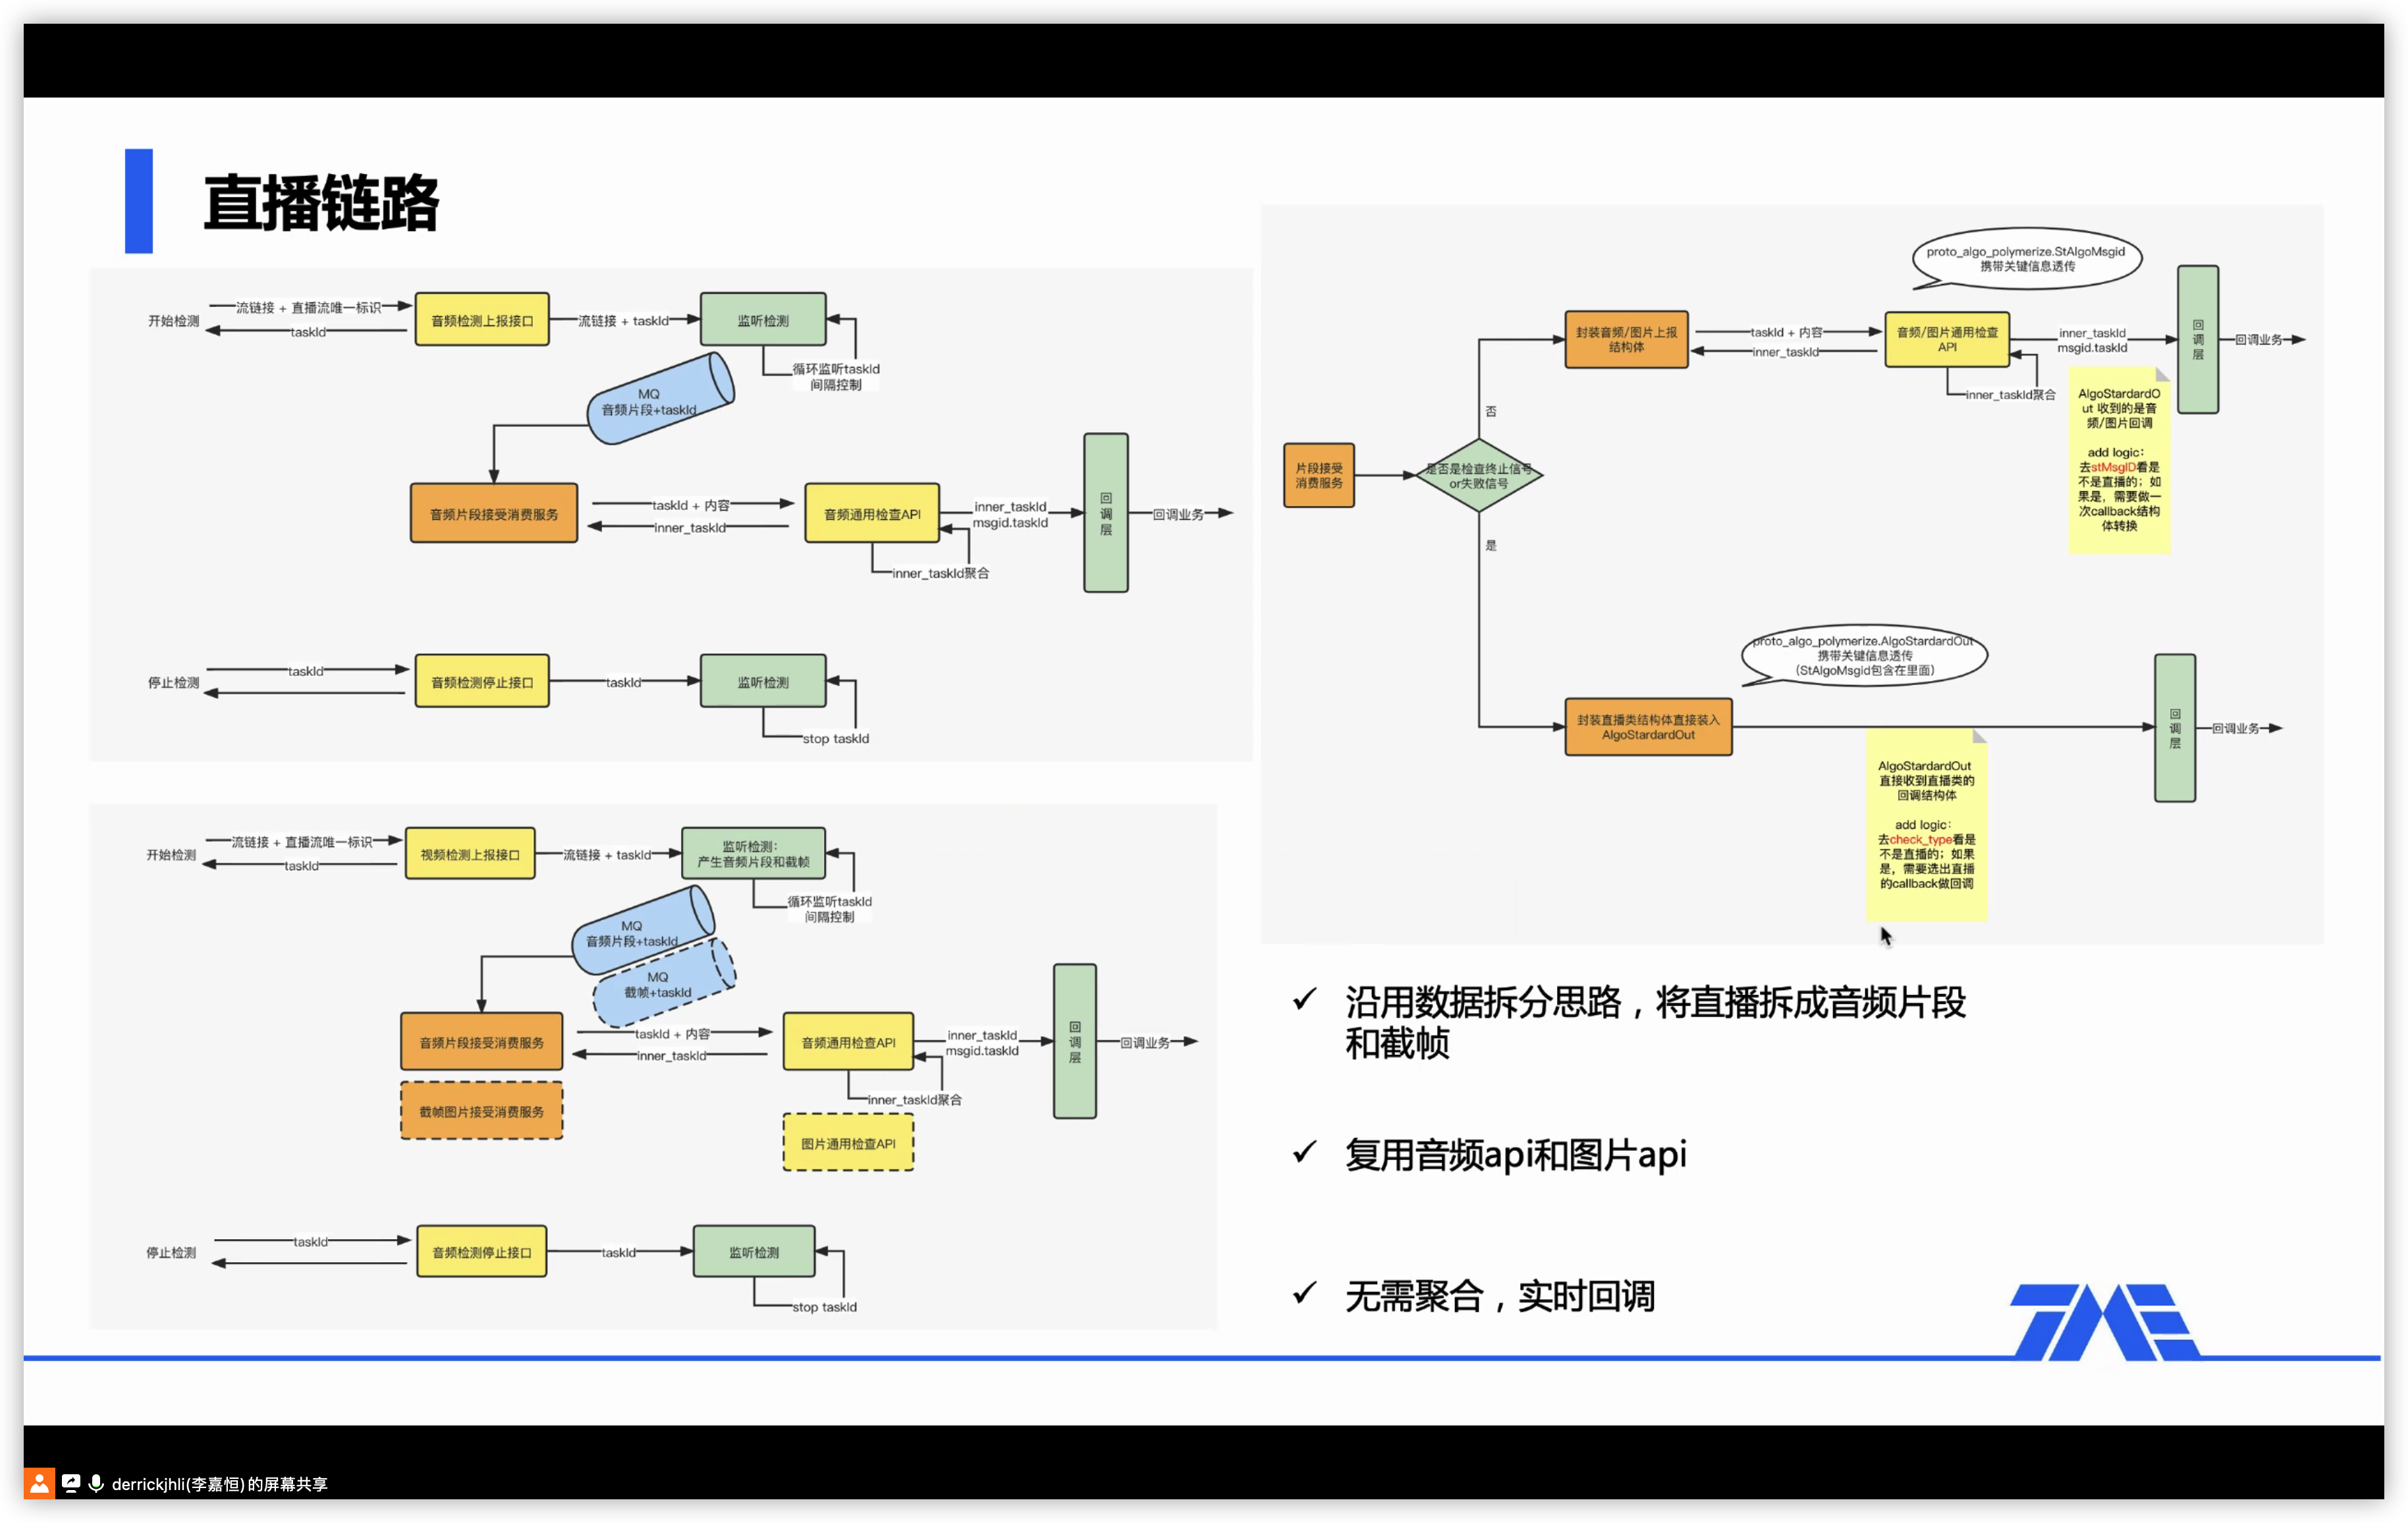 直播链路
开始检测
流链接 + 直播流唯一标识
taskId
音频检测上报接口
流链接 + taskId
监听检测
循环监听taskId
间隔控制
MQ
音频片段+taskId
音频片段接受消费服务
taskId + 内容
inner_taskId
音频通用检查API
inner_taskId
msgid.taskId
inner_taskId聚合
回
调
层
回调业务
停止检测
taskId
音频检测停止接口
taskId
监听检测
stop taskId
开始检测
流链接 + 直播流唯一标识
taskId
视频检测上报接口
流链接 + taskId
监听检测：
产生音频片段和截帧
循环监听taskId
间隔控制
MQ
音频片段+taskId
MQ
截帧+taskId
音频片段接受消费服务
截帧图片接受消费服务
taskId + 内容
inner_taskId
音频通用检查API
inner_taskId
msgid.taskId
inner_taskId聚合
图片通用检查API
回
调
层
回调业务
停止检测
taskId
音频检测停止接口
taskId
监听检测
stop taskId
片段接受
消费服务
是否是检查终止信号
or失败信号
否
是
封装音频/图片上报
结构体
taskId + 内容
inner_taskId
proto_algo_polymerize.StAlgoMsgid
携带关键信息透传
音频/图片通用检查
API
inner_taskId
msgid.taskId
inner_taskId聚合
回
调
层
回调业务
AlgoStardardO
ut 收到的是音
频/图片回调
add logic：
去stMsgID看是
不是直播的；如
果是，需要做一
次callback结构
体转换
proto_algo_polymerize.AlgoStardardOut
携带关键信息透传
（StAlgoMsgid包含在里面）
封装直播类结构体直接装入
AlgoStardardOut
回
调
层
回调业务
AlgoStardardOut
直接收到直播类的
回调结构体
add logic：
去check_type看是
不是直播的；如果
是，需要选出直播
的callback做回调
✓ 沿用数据拆分思路，将直播拆成音频片段
和截帧
✓ 复用音频api和图片api
✓ 无需聚合，实时回调
TME
derrickjhli(李嘉恒)的屏幕共享